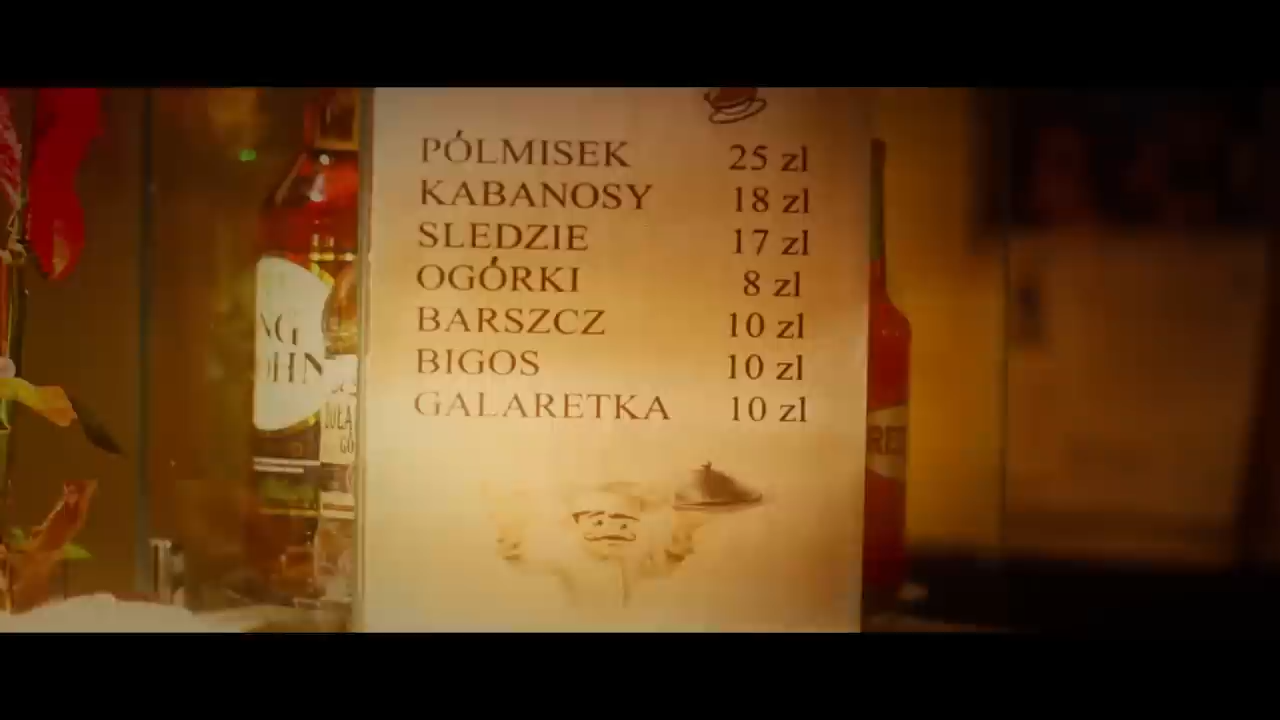 PÓLMISEK 25 zl
KABANOSY 18 zl
SLEDZIE 17 zl
OGÓRKI 8 zl
BARSZCZ 10 zl
BIGOS 10 zl
GALARETKA 10 zl